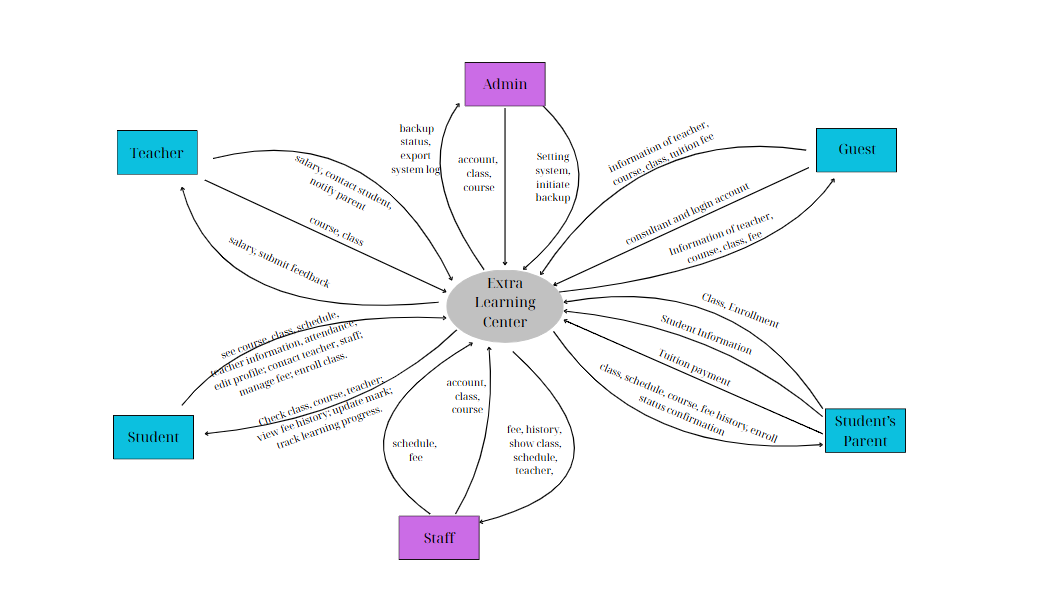 Admin
Teacher
Guest
backup
status,
export
system log
account,
class,
course
Setting
system,
initiate
backup
information of teacher,
course, class, tuition fee
salary, contact student,
notify parent
course, class
salary, submit feedback
consultant and login account
Information of teacher,
counse, class, fee
Extra
Learning
Center
Class, Enrollment
Student Information
Tuition payment
class, schedule, course, fee history, enroll
status confirmation
see course, class, schedule,
teacher information, attendance,
edit profile; contact teacher, staff;
manage fee; enroll class.
Check class, course, teacher;
view fee history; update mark;
track learning progress.
account,
class,
course
schedule,
fee
fee, history,
show class,
schedule,
teacher,
Student
Student's
Parent
Staff